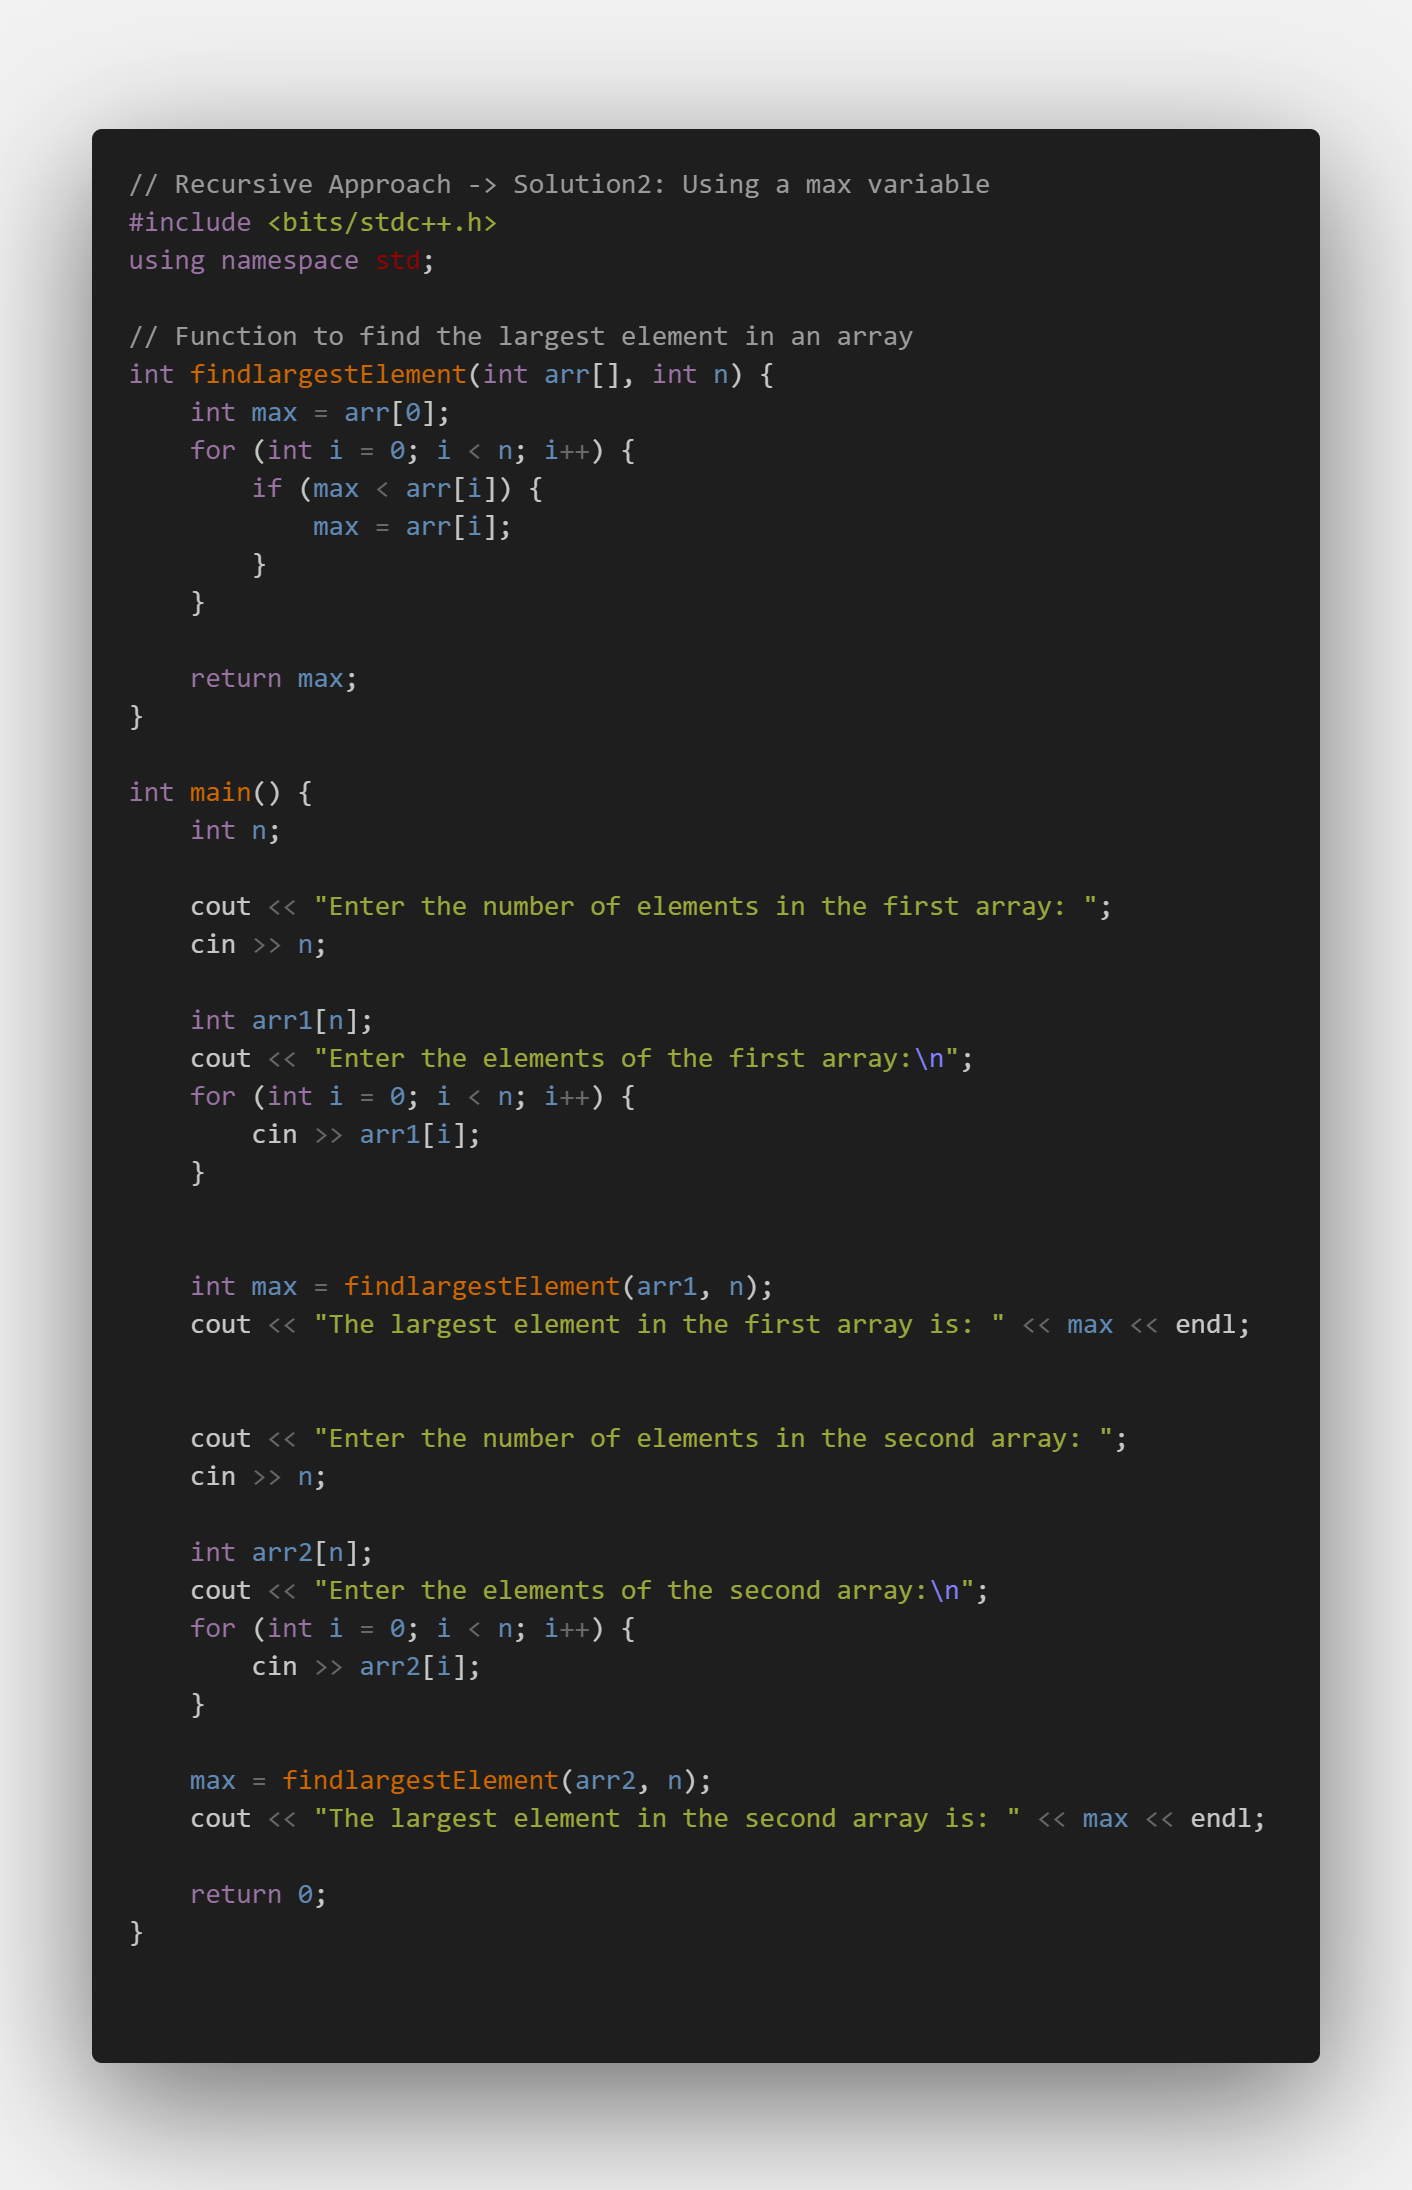 // Recursive Approach -> Solution2: Using a max variable
#include <bits/stdc++.h>
using namespace std;

// Function to find the largest element in an array
int findlargestElement(int arr[], int n) {
    int max = arr[0];
    for (int i = 0; i < n; i++) {
        if (max < arr[i]) {
            max = arr[i];
        }
    }

    return max;
}

int main() {
    int n;

    cout << "Enter the number of elements in the first array: ";
    cin >> n;

    int arr1[n];
    cout << "Enter the elements of the first array:\n";
    for (int i = 0; i < n; i++) {
        cin >> arr1[i];
    }


    int max = findlargestElement(arr1, n);
    cout << "The largest element in the first array is: " << max << endl;


    cout << "Enter the number of elements in the second array: ";
    cin >> n;

    int arr2[n];
    cout << "Enter the elements of the second array:\n";
    for (int i = 0; i < n; i++) {
        cin >> arr2[i];
    }

    max = findlargestElement(arr2, n);
    cout << "The largest element in the second array is: " << max << endl;

    return 0;
}